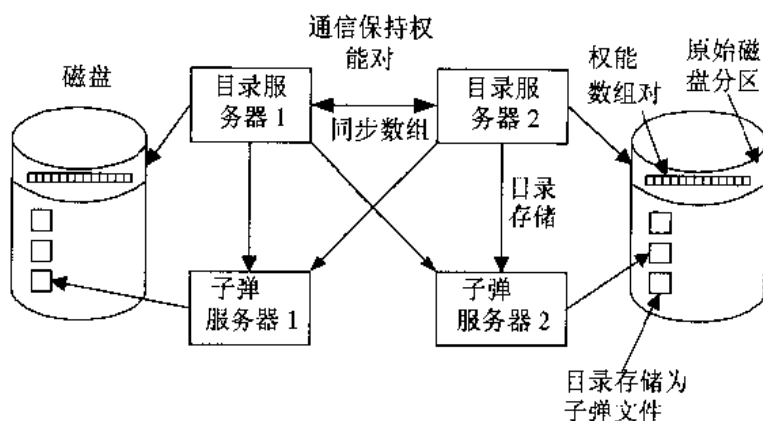 通信保持权
能对
磁盘
目录服
务器1
目录服
务器2
同步数组
权能
数组对
原始磁
盘分区
目录
存储
子弹
服务器1
子弹
服务器2
目录存储为
子弹文件